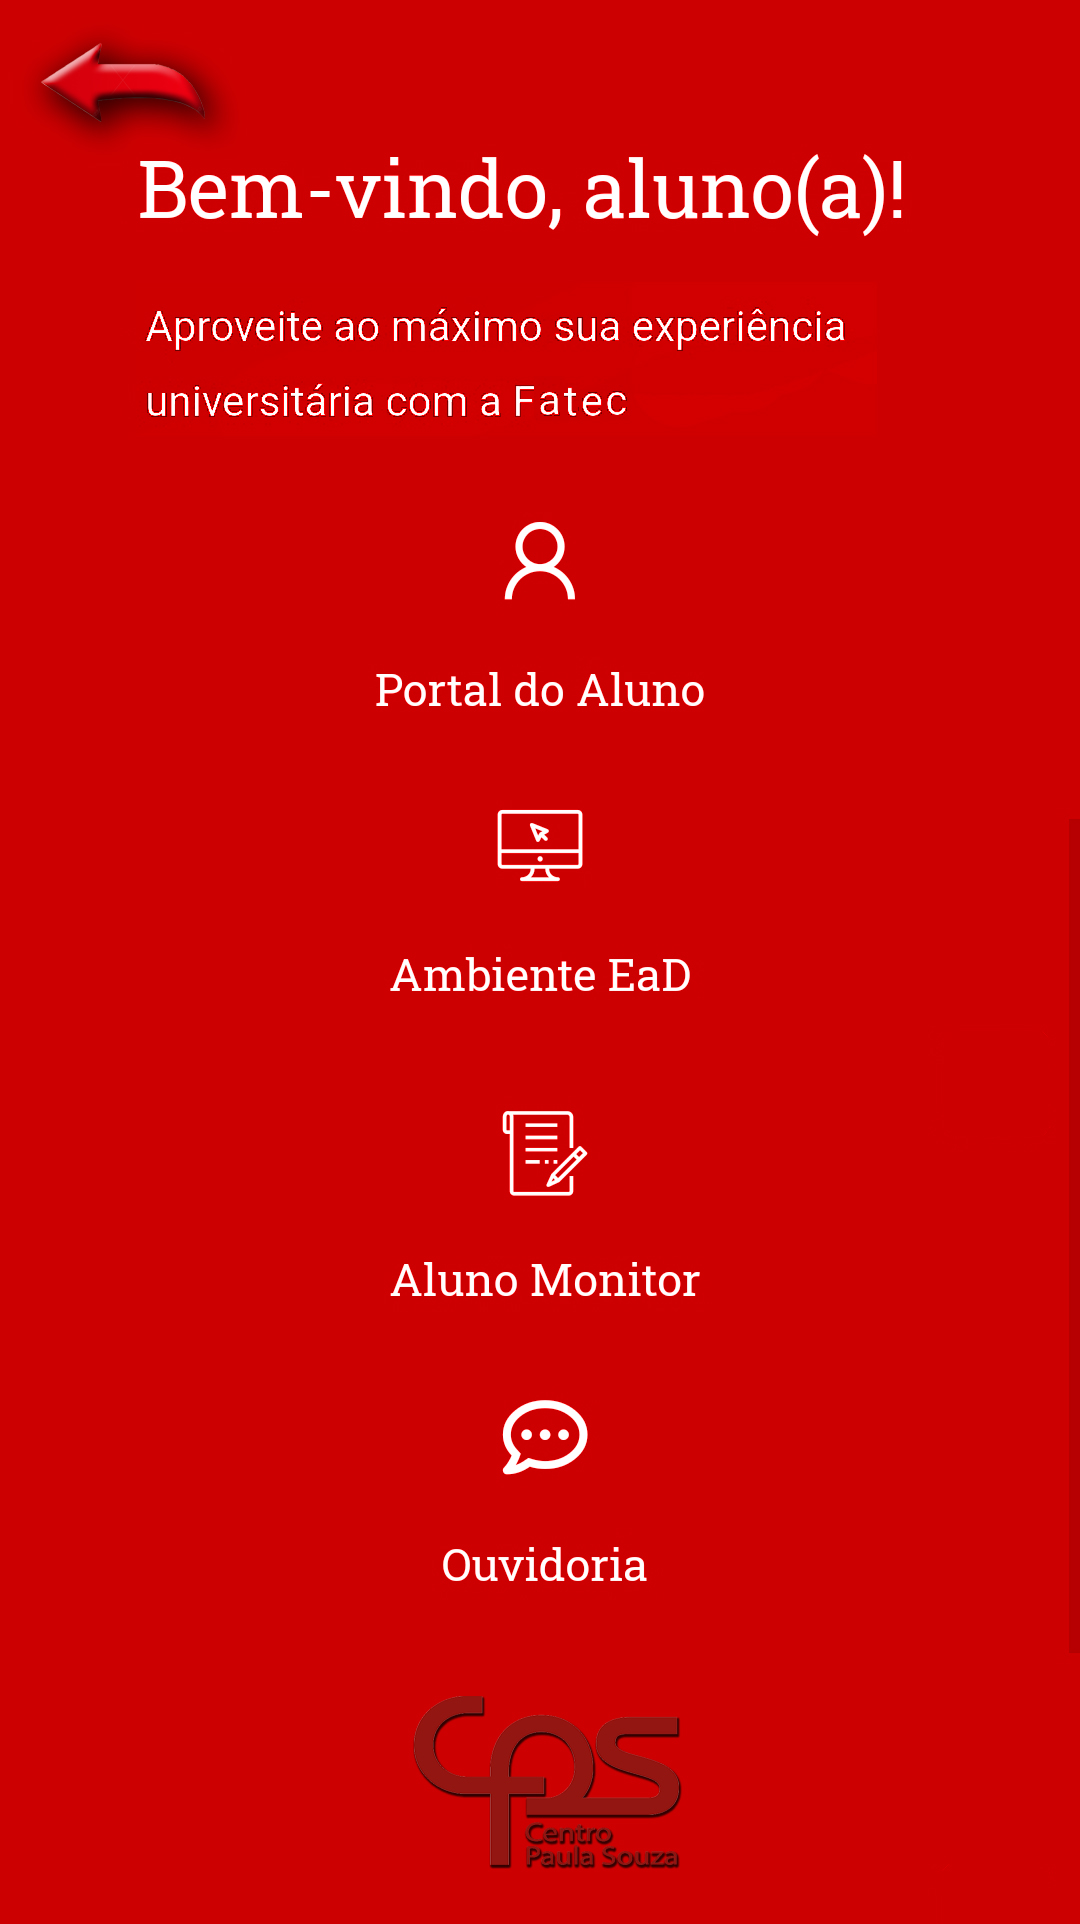 Bem-vindo, aluno(a)!
Aproveite ao máximo sua experiência
universitária com a Fatec
Portal do Aluno
Ambiente EaD
Aluno Monitor
Ouvidoria
CPS
Centro
Paula Souza